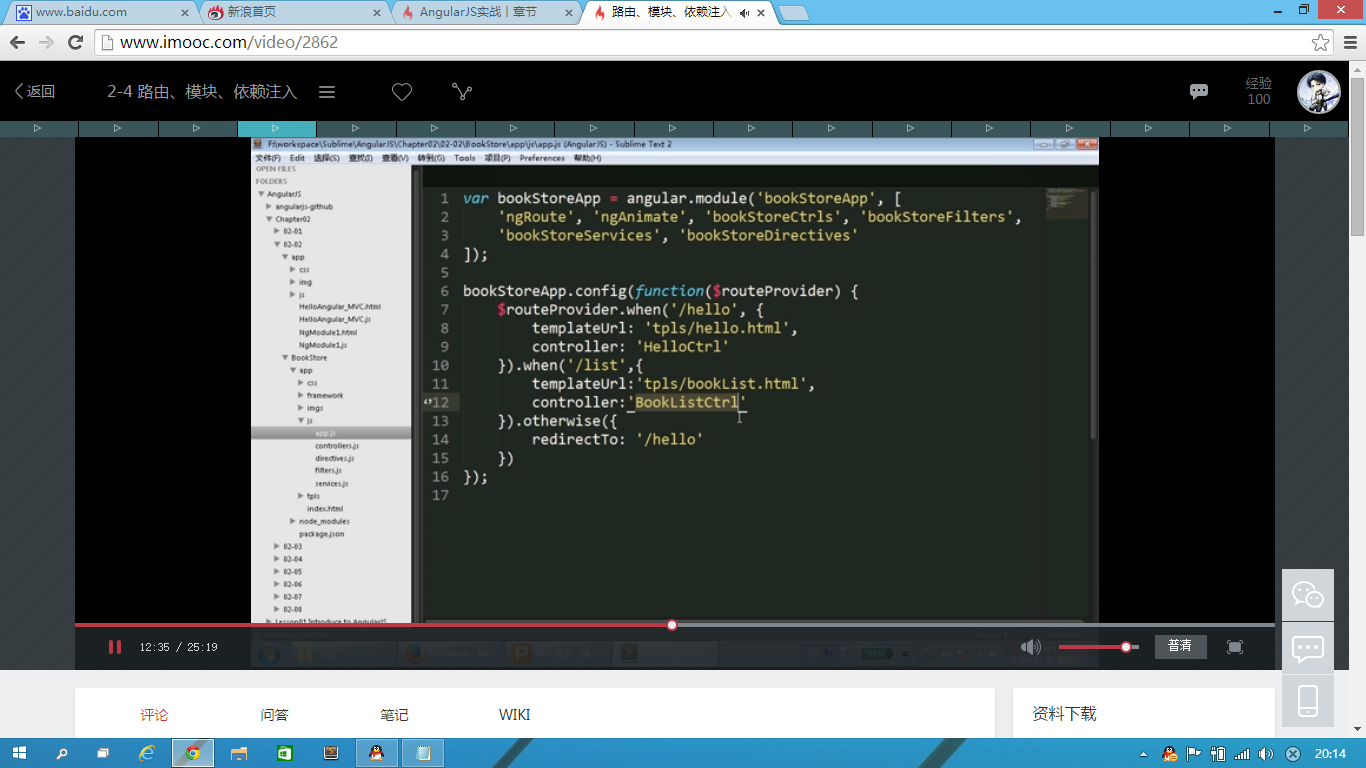 www.baidu.com
新浪首页
AngularJS实战丨章节
路由、模块、依赖注入
www.imooc.com/video/2862
返回
2-4 路由、模块、依赖注入
经验
100
F:\workspace\Sublime\AngularJS\Chapter02\02-02\BookStore\app\js\app.js (AngularJS) - Sublime Text 2
文件(F) Edit 选择(S) 查找(I) 查看(V) 转到(G) Tools 项目(P) Preferences 帮助(H)
OPEN FILES
FOLDERS
AngularJS
angularjs-github
Chapter02
02-01
02-02
app
css
img
js
HelloAngular_MVC.html
HelloAngular_MVC.js
NgModule1.html
NgModule1.js
BookStore
app
css
framework
imgs
js
app.js
controllers.js
directives.js
filters.js
services.js
tpls
index.html
node_modules
package.json
02-03
02-04
02-05
02-06
02-07
02-08
Lesson01 Introduce to AngularJS
1 var bookStoreApp = angular.module('bookStoreApp', [
2 'ngRoute', 'ngAnimate', 'bookStoreCtrls', 'bookStoreFilters',
3 'bookStoreServices', 'bookStoreDirectives'
4 ]);
5
6 bookStoreApp.config(function($routeProvider) {
7 $routeProvider.when('/hello', {
8 templateUrl: 'tpls/hello.html',
9 controller: 'HelloCtrl'
10 }).when('/list',{
11 templateUrl:'tpls/bookList.html',
12 controller:'BookListCtrl'
13 }).otherwise({
14 redirectTo: '/hello'
15 })
16 });
17
12:35 / 25:19
普清
评论 问答 笔记 WIKI
资料下载
20:14